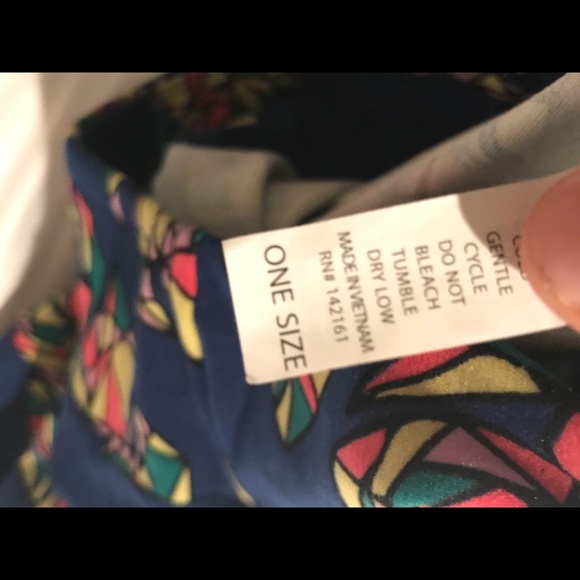 GENTLE
CYCLE
DO NOT
BLEACH
TUMBLE
DRY LOW
MADE IN VIETNAM
RN# 142161
ONE SIZE